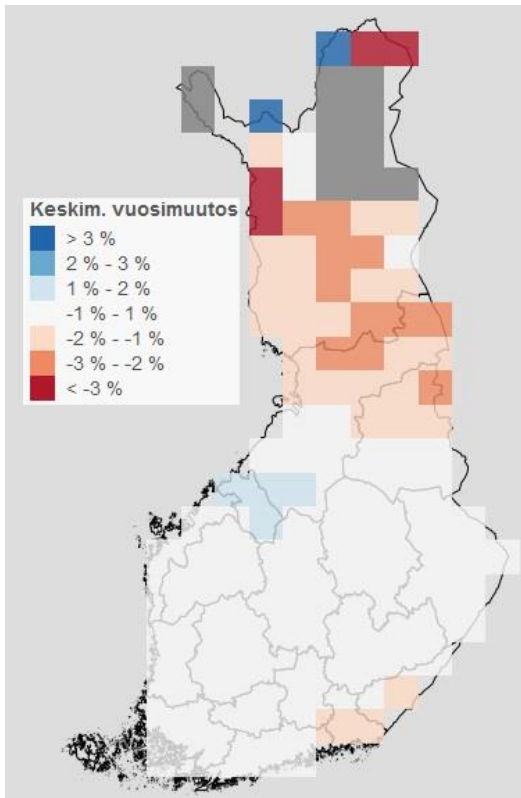 Keskim. vuosimuutos
> 3 %
2 % - 3 %
1 % - 2 %
-1 % - 1 %
-2 % - -1 %
-3 % - -2 %
< -3 %